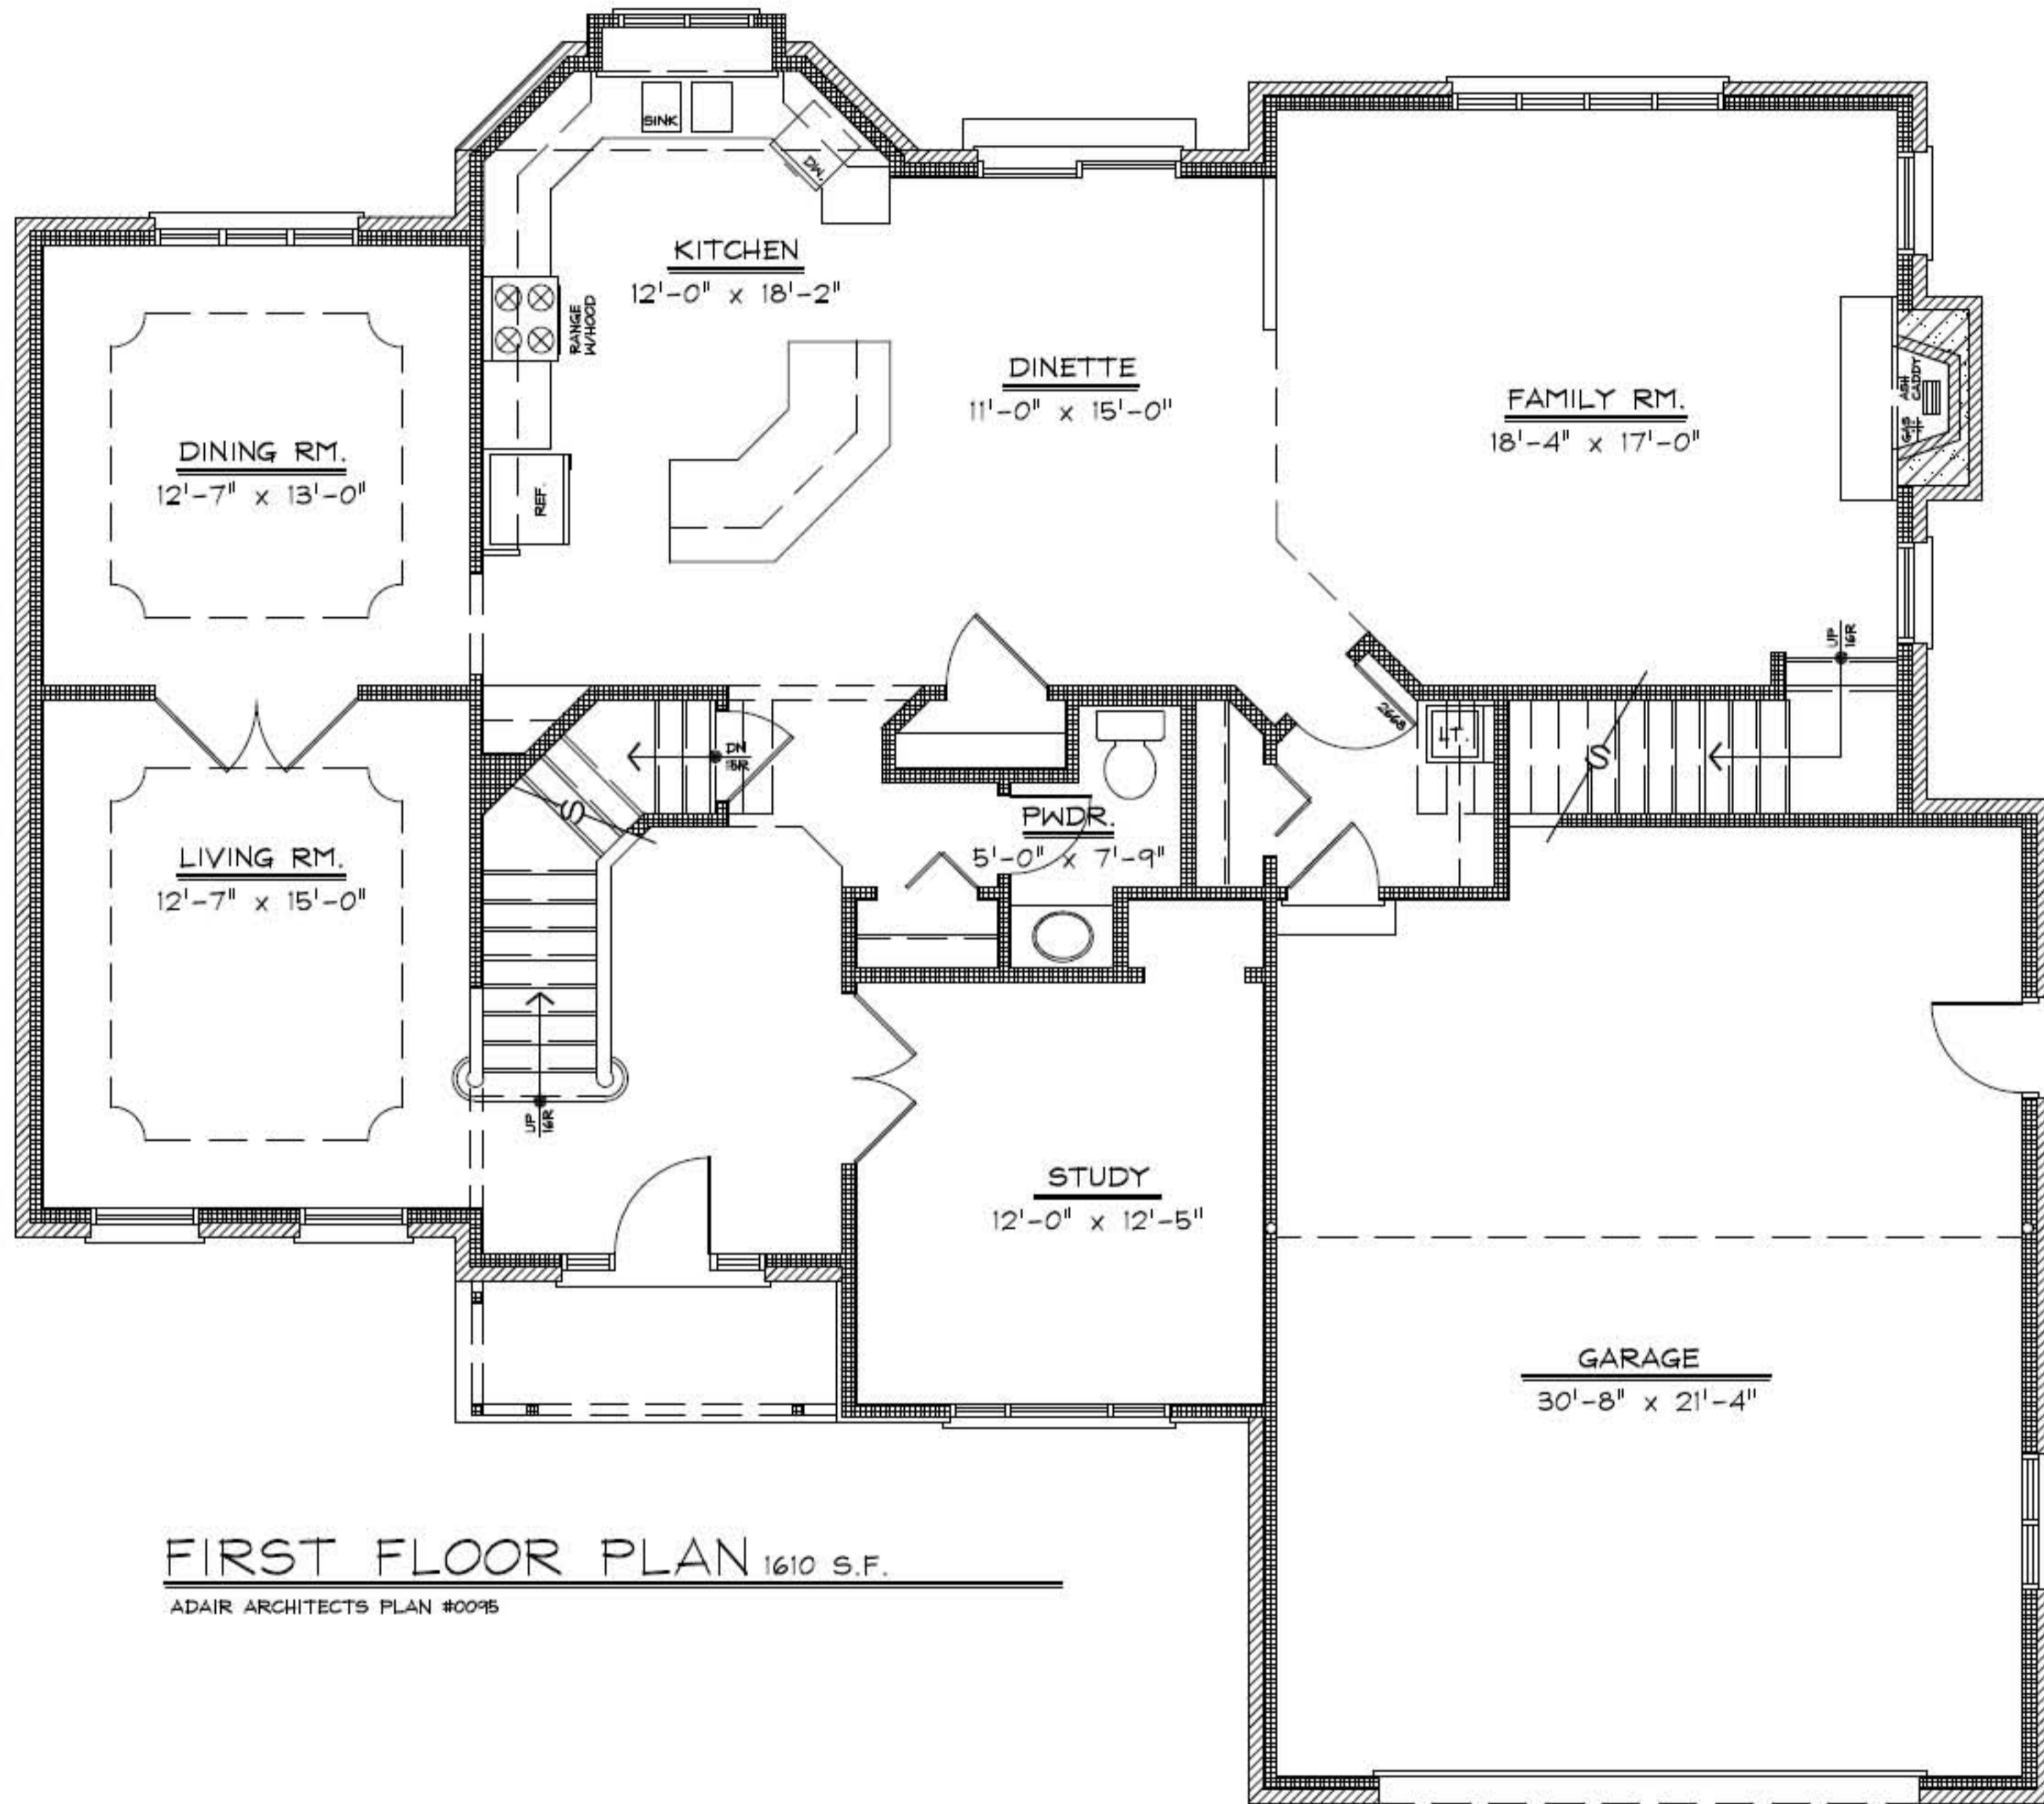 SINK
DW.
KITCHEN
12'-0" x 18'-2"
RANGE
W/HOOD
DINETTE
11'-0" x 15'-0"
FAMILY RM.
18'-4" x 17'-0"
GAS
ASH
CADDY
DINING RM.
12'-7" x 13'-0"
REF.
UP
16R
2668
L.T.
S
DN
15R
S
PWDR.
5'-0" x 7'-9"
LIVING RM.
12'-7" x 15'-0"
UP
16R
STUDY
12'-0" x 12'-5"
GARAGE
30'-8" x 21'-4"
FIRST FLOOR PLAN 1610 S.F.
ADAIR ARCHITECTS PLAN #0095